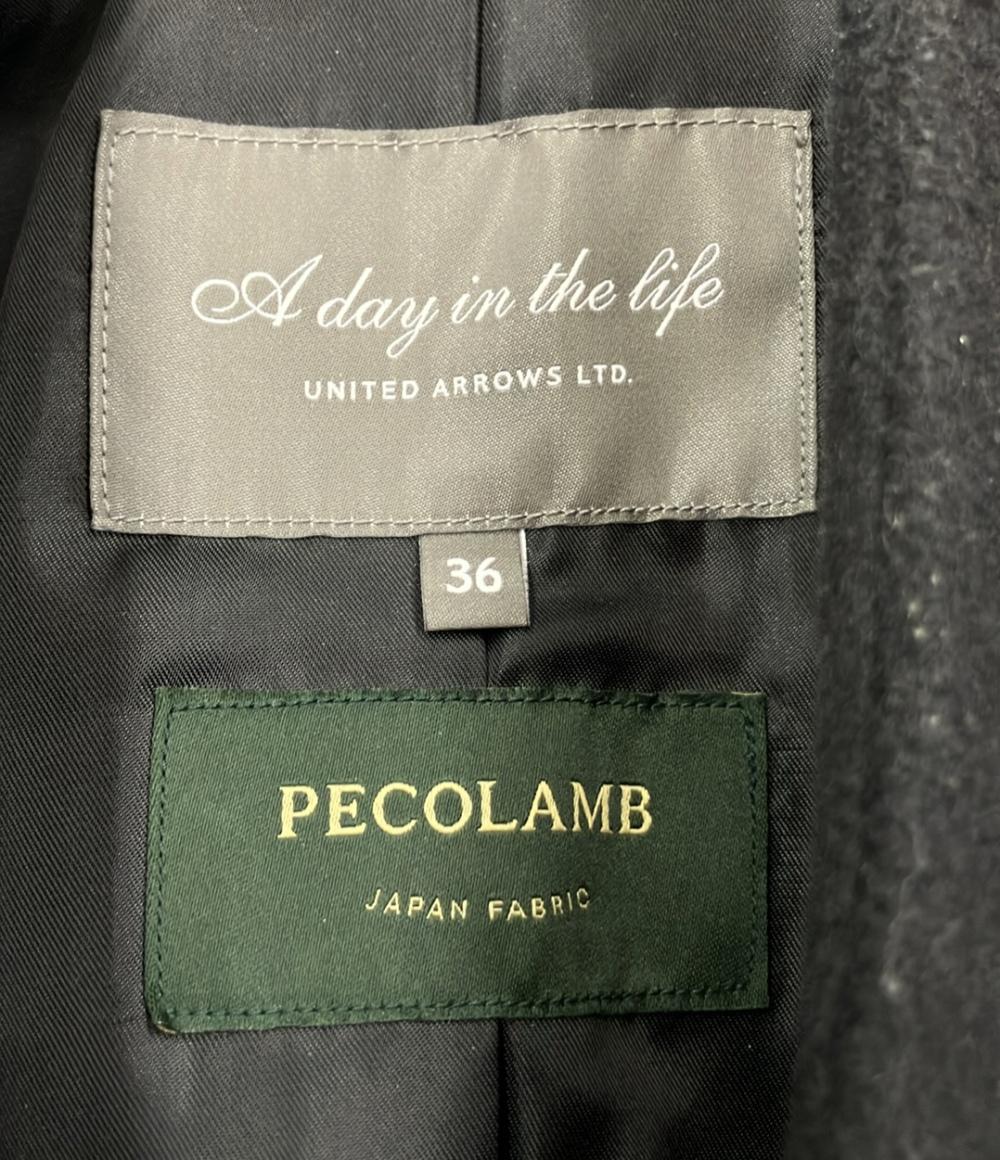 A day in the life
UNITED ARROWS LTD.
36
PECOLAMB
JAPAN FABRIC